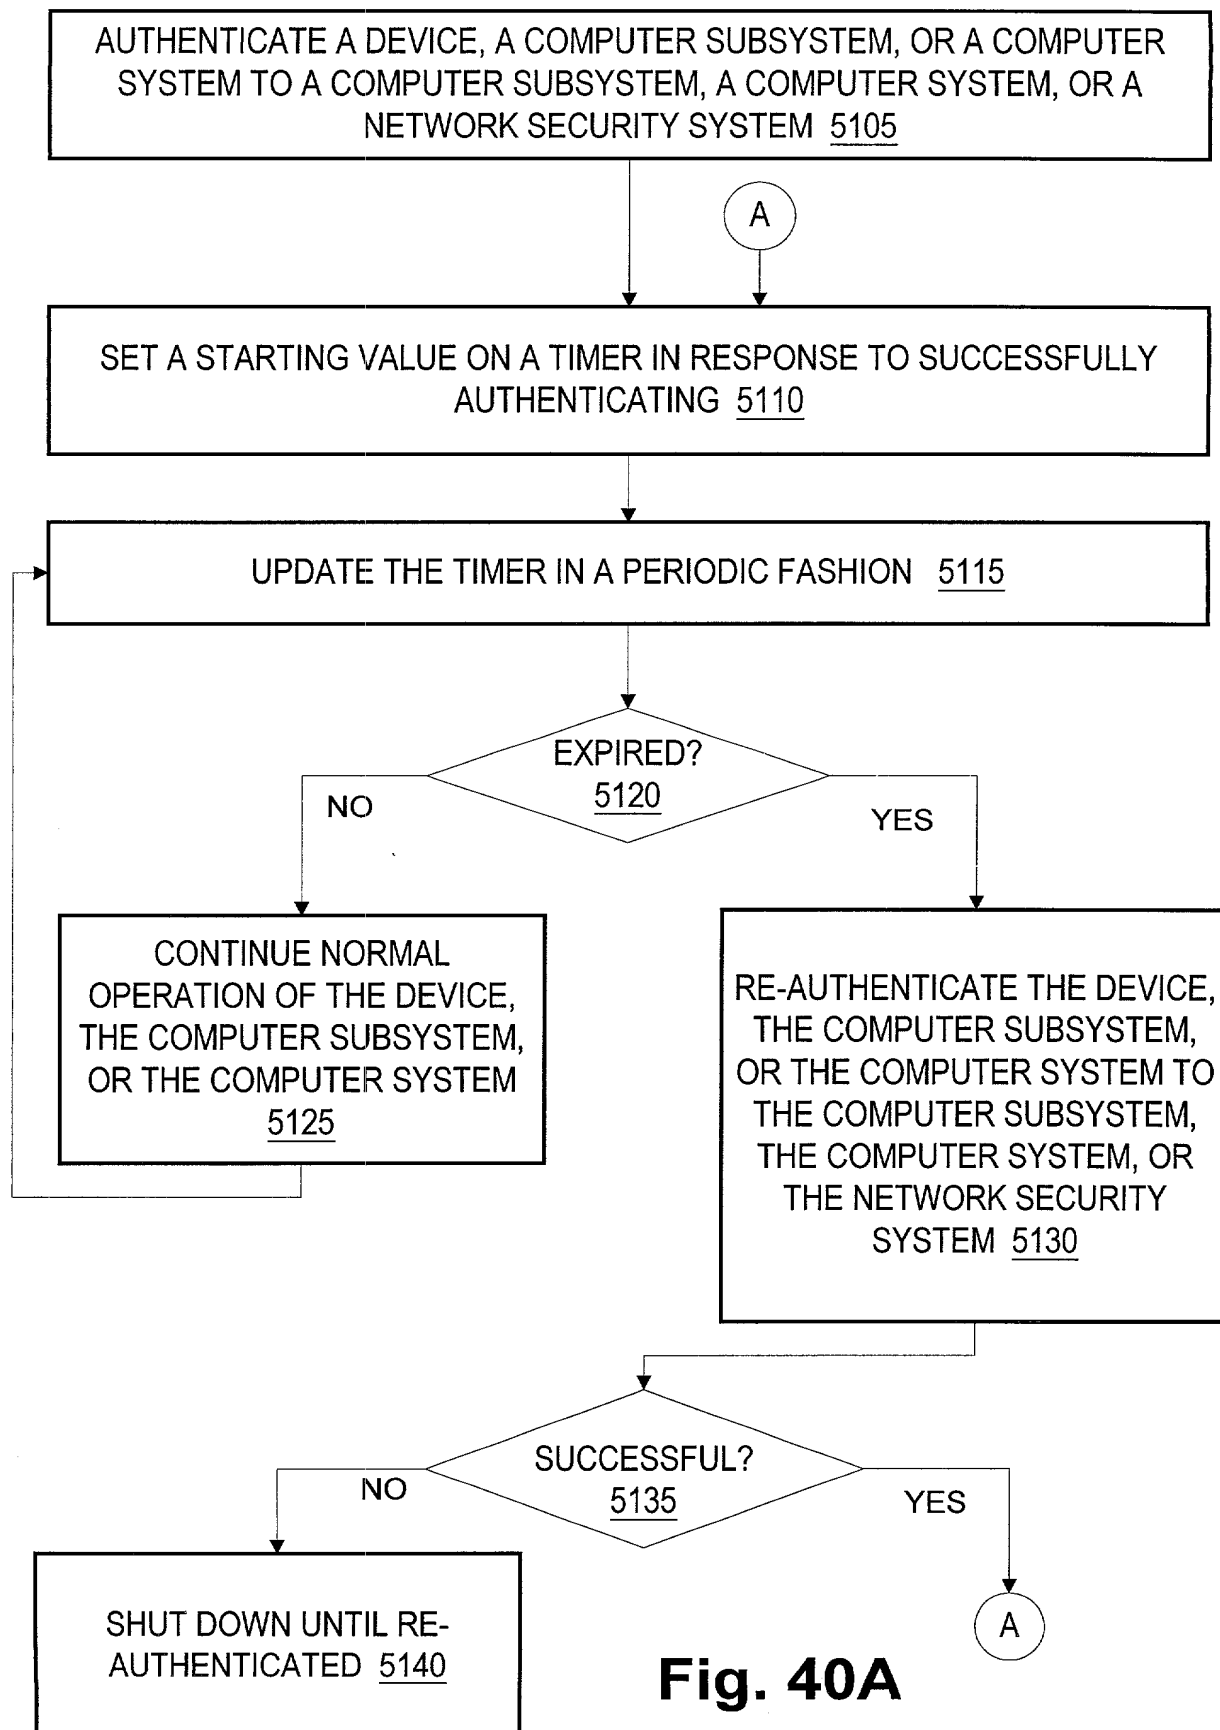 AUTHENTICATE A DEVICE, A COMPUTER SUBSYSTEM, OR A COMPUTER
SYSTEM TO A COMPUTER SUBSYSTEM, A COMPUTER SYSTEM, OR A
NETWORK SECURITY SYSTEM 5105
A
SET A STARTING VALUE ON A TIMER IN RESPONSE TO SUCCESSFULLY
AUTHENTICATING 5110
UPDATE THE TIMER IN A PERIODIC FASHION 5115
EXPIRED?
5120
NO
YES
CONTINUE NORMAL
OPERATION OF THE DEVICE,
THE COMPUTER SUBSYSTEM,
OR THE COMPUTER SYSTEM
5125
RE-AUTHENTICATE THE DEVICE,
THE COMPUTER SUBSYSTEM,
OR THE COMPUTER SYSTEM TO
THE COMPUTER SUBSYSTEM,
THE COMPUTER SYSTEM, OR
THE NETWORK SECURITY
SYSTEM 5130
SUCCESSFUL?
5135
NO
YES
SHUT DOWN UNTIL RE-
AUTHENTICATED 5140
A
Fig. 40A